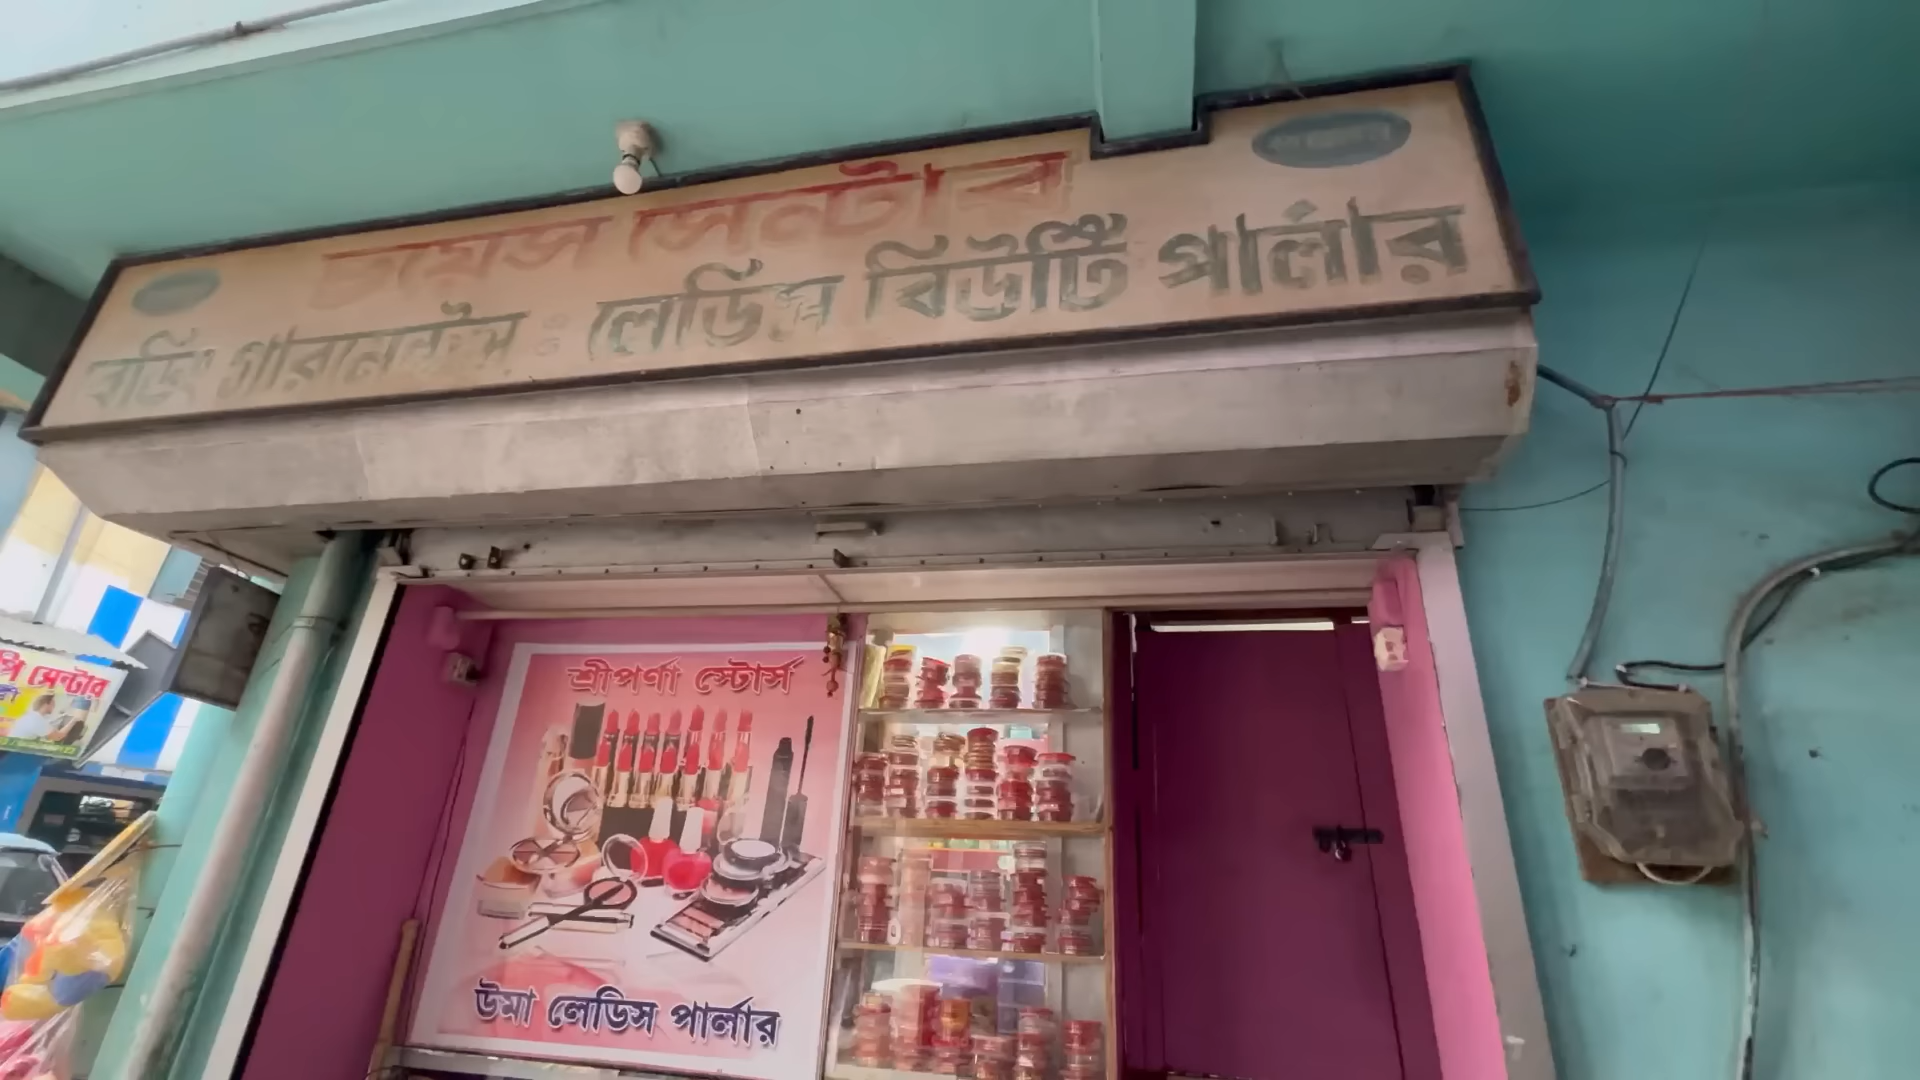 চয়েস সেন্টার
রেডিং গারমেন্টস : লেডিস বিউটি পার্লার
শ্রীপর্ণা স্টোর্স
উমা লেডিস পার্লার
সেন্টার